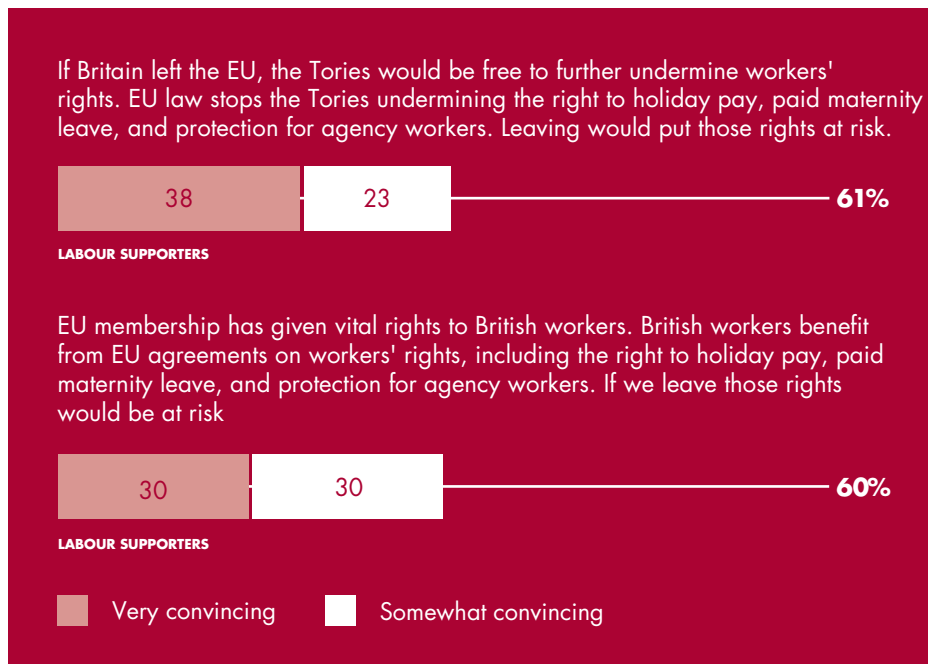 If Britain left the EU, the Tories would be free to further undermine workers'
rights. EU law stops the Tories undermining the right to holiday pay, paid maternity
leave, and protection for agency workers. Leaving would put those rights at risk.
38 23 61%
LABOUR SUPPORTERS
EU membership has given vital rights to British workers. British workers benefit
from EU agreements on workers' rights, including the right to holiday pay, paid
maternity leave, and protection for agency workers. If we leave those rights
would be at risk
30 30 60%
LABOUR SUPPORTERS
Very convincing Somewhat convincing